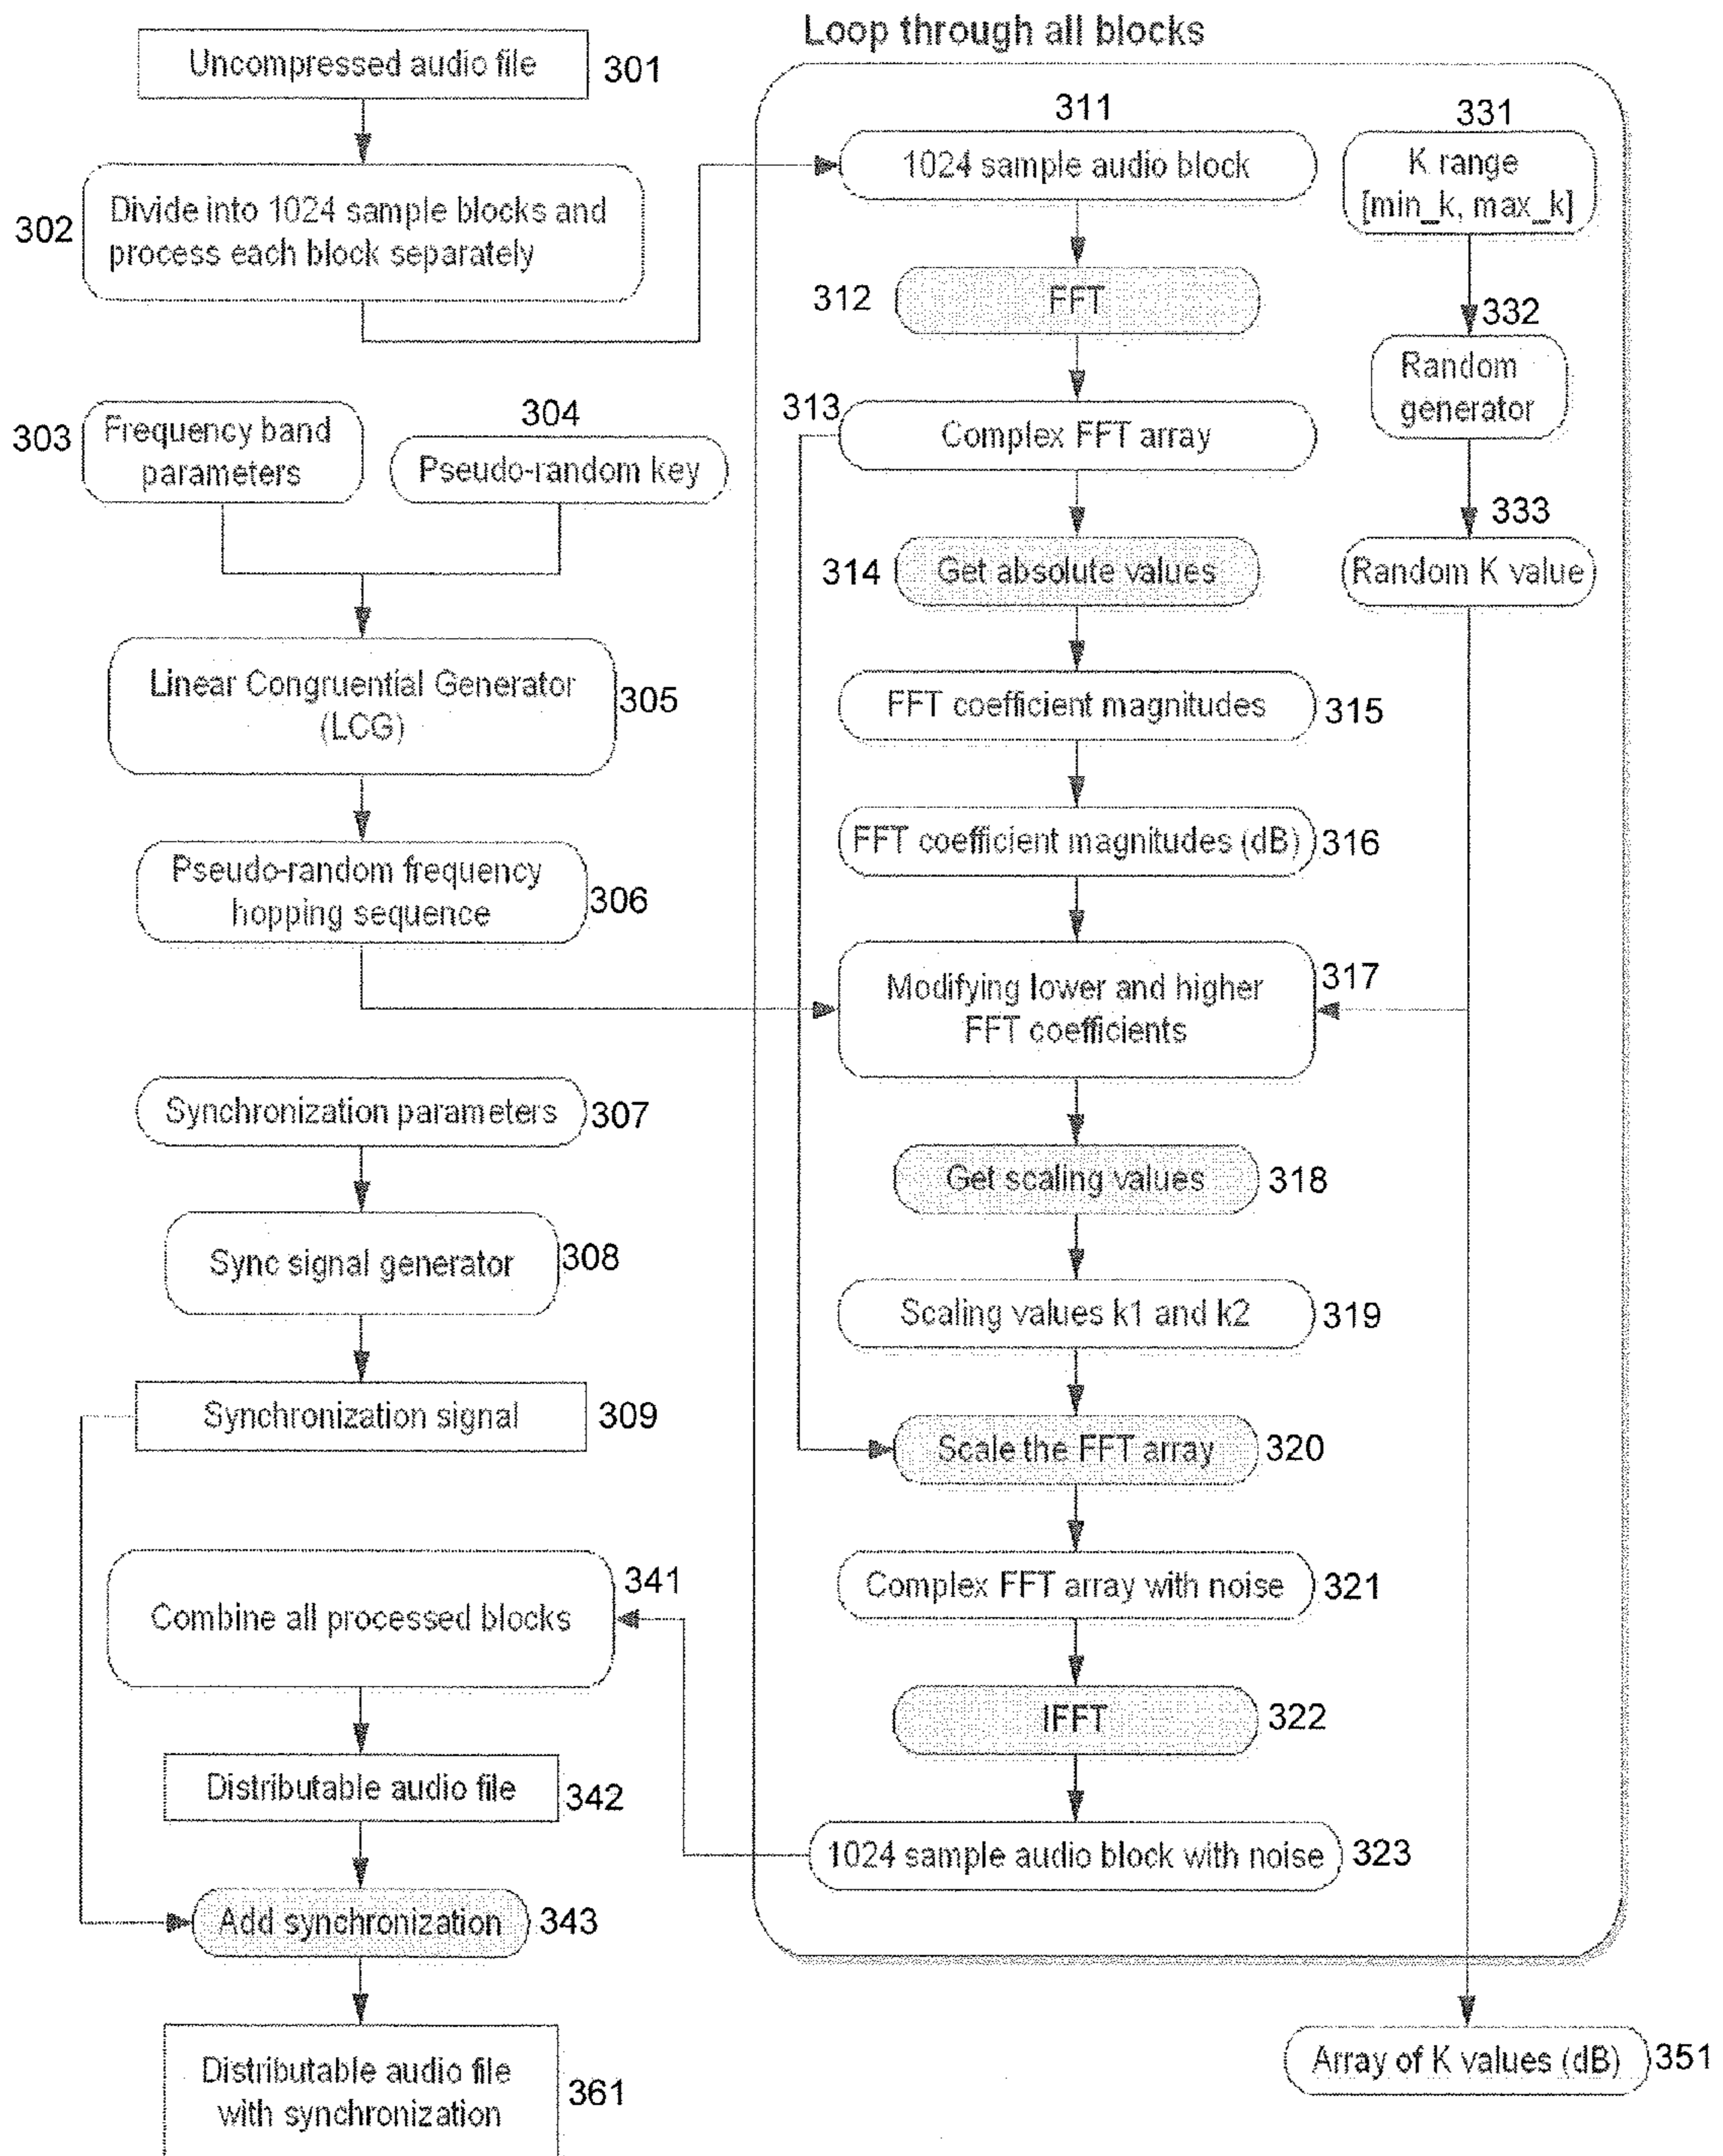 Uncompressed audio file
301
Divide into 1024 sample blocks and
process each block separately
302
Frequency band
parameters
303
304
Pseudo-random key
Linear Congruential Generator
(LCG)
305
Pseudo-random frequency
hopping sequence
306
Synchronization parameters
307
Sync signal generator
308
Synchronization signal
309
Combine all processed blocks
341
Distributable audio file
342
Add synchronization
343
Distributable audio file
with synchronization
361
Loop through all blocks
311
1024 sample audio block
312
FFT
313
Complex FFT array
314
Get absolute values
FFT coefficient magnitudes
315
FFT coefficient magnitudes (dB)
316
Modifying lower and higher
FFT coefficients
317
Get scaling values
318
Scaling values k1 and k2
319
Scale the FFT array
320
Complex FFT array with noise
321
IFFT
322
1024 sample audio block with noise
323
331
K range
[min_k, max_k]
332
Random
generator
333
Random K value
Array of K values (dB)
351